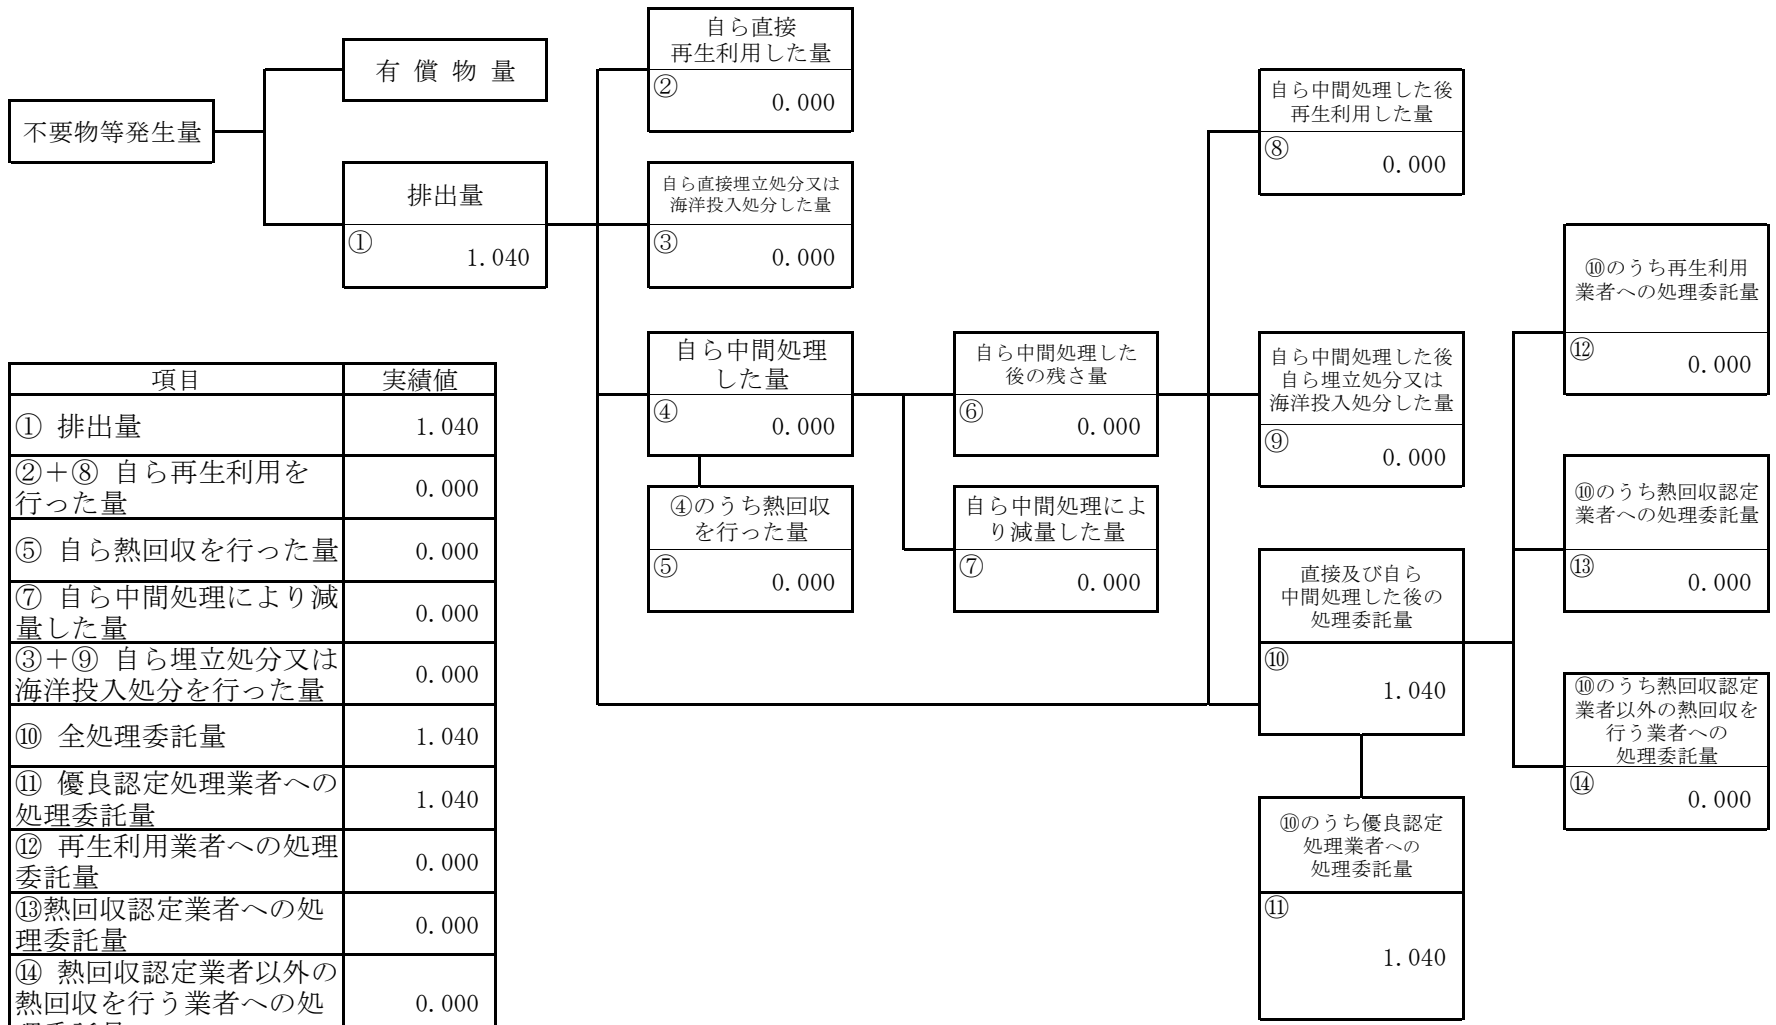 不要物等発生量
有 償 物 量
排出量
①
1.040
自ら直接
再生利用した量
②
0.000
自ら直接埋立処分又は
海洋投入処分した量
③
0.000
自ら中間処理
した量
④
0.000
④のうち熱回収
を行った量
⑤
0.000
自ら中間処理した
後の残さ量
⑥
0.000
自ら中間処理によ
り減量した量
⑦
0.000
自ら中間処理した後
再生利用した量
⑧
0.000
自ら中間処理した後
自ら埋立処分又は
海洋投入処分した量
⑨
0.000
直接及び自ら
中間処理した後の
処理委託量
⑩
1.040
⑩のうち優良認定
処理業者への
処理委託量
⑪
1.040
⑩のうち再生利用
業者への処理委託量
⑫
0.000
⑩のうち熱回収認定
業者への処理委託量
⑬
0.000
⑩のうち熱回収認定
業者以外の熱回収を
行う業者への
処理委託量
⑭
0.000
項目 実績値
① 排出量 1.040
②＋⑧ 自ら再生利用を
行った量 0.000
⑤ 自ら熱回収を行った量 0.000
⑦ 自ら中間処理により減
量した量 0.000
③＋⑨ 自ら埋立処分又は
海洋投入処分を行った量 0.000
⑩ 全処理委託量 1.040
⑪ 優良認定処理業者への
処理委託量 1.040
⑫ 再生利用業者への処理
委託量 0.000
⑬熱回収認定業者への処
理委託量 0.000
⑭ 熱回収認定業者以外の
熱回収を行う業者への処 0.000